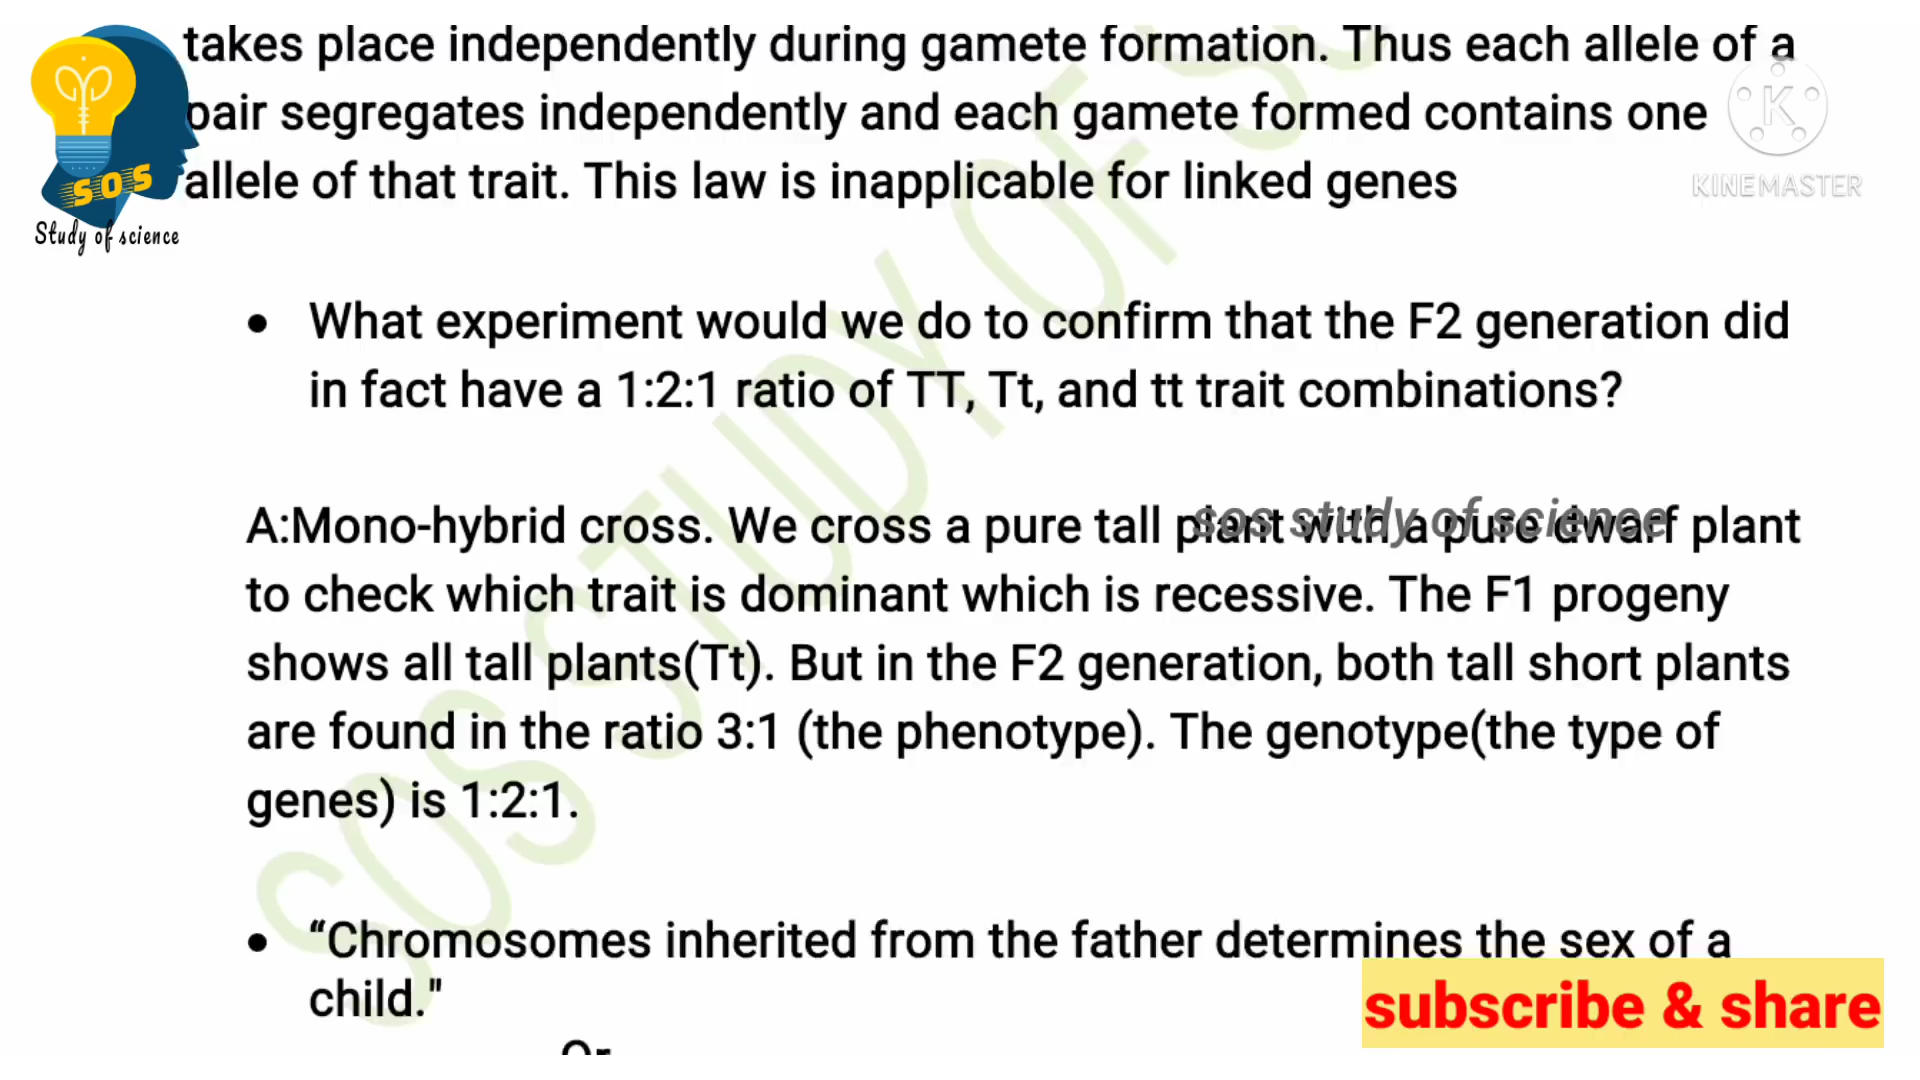 takes place independently during gamete formation. Thus each allele of a
pair segregates independently and each gamete formed contains one
allele of that trait. This law is inapplicable for linked genes
SOS
Study of science
K
KINEMASTER
• What experiment would we do to confirm that the F2 generation did
in fact have a 1:2:1 ratio of TT, Tt, and tt trait combinations?
A:Mono-hybrid cross. We cross a pure tall plant with a pure dwarf plant
sos study of science
to check which trait is dominant which is recessive. The F1 progeny
shows all tall plants(Tt). But in the F2 generation, both tall short plants
are found in the ratio 3:1 (the phenotype). The genotype(the type of
genes) is 1:2:1.
• “Chromosomes inherited from the father determines the sex of a
child."
Or
subscribe & share
SOS STUDY OF